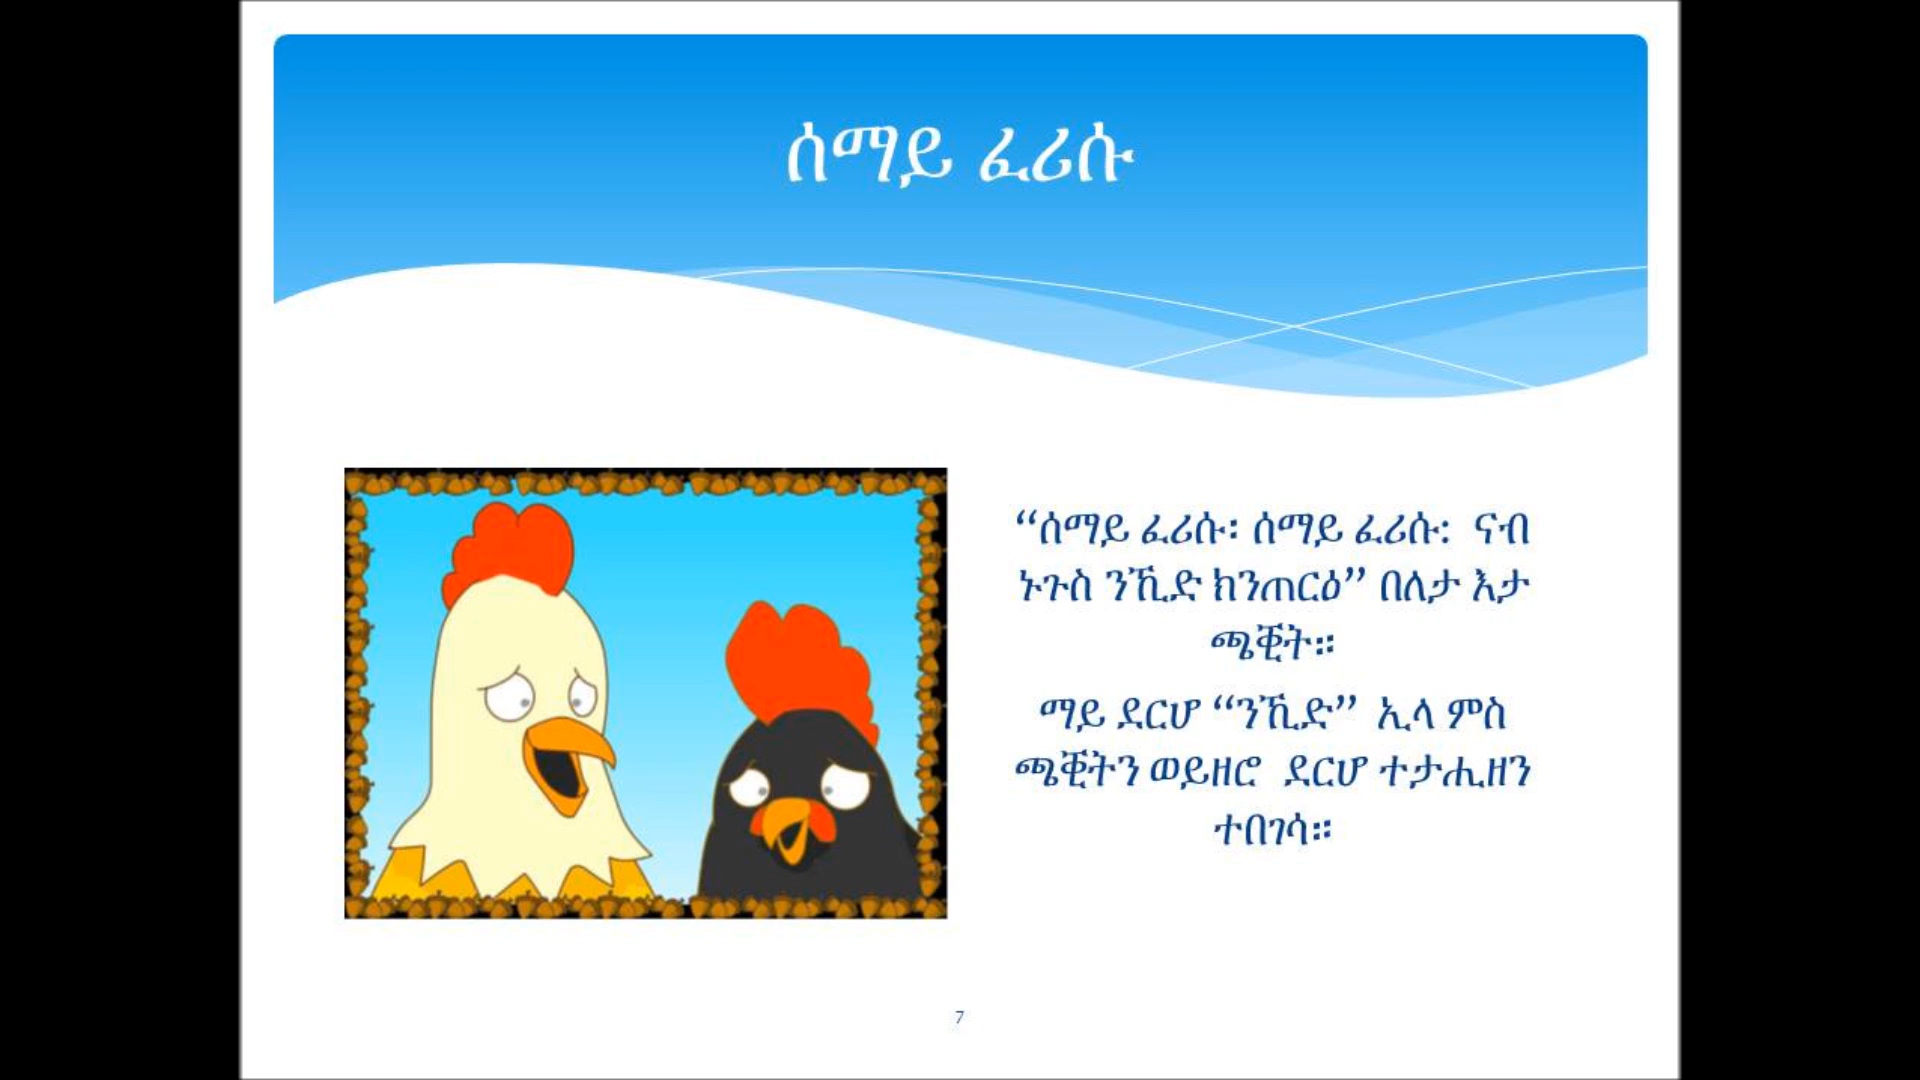 ሰማይ ፈሪሱ
“ሰማይ ፈሪሱ፡ ሰማይ ፈሪሱ: ናብ
ኑጉስ ንኺድ ክንጠርዕ” በለታ እታ
ጫቒት።
ማይ ደርሆ “ንኺድ” ኢላ ምስ
ጫቒትን ወይዘሮ ደርሆ ተታሒዘን
ተበገሳ።
7